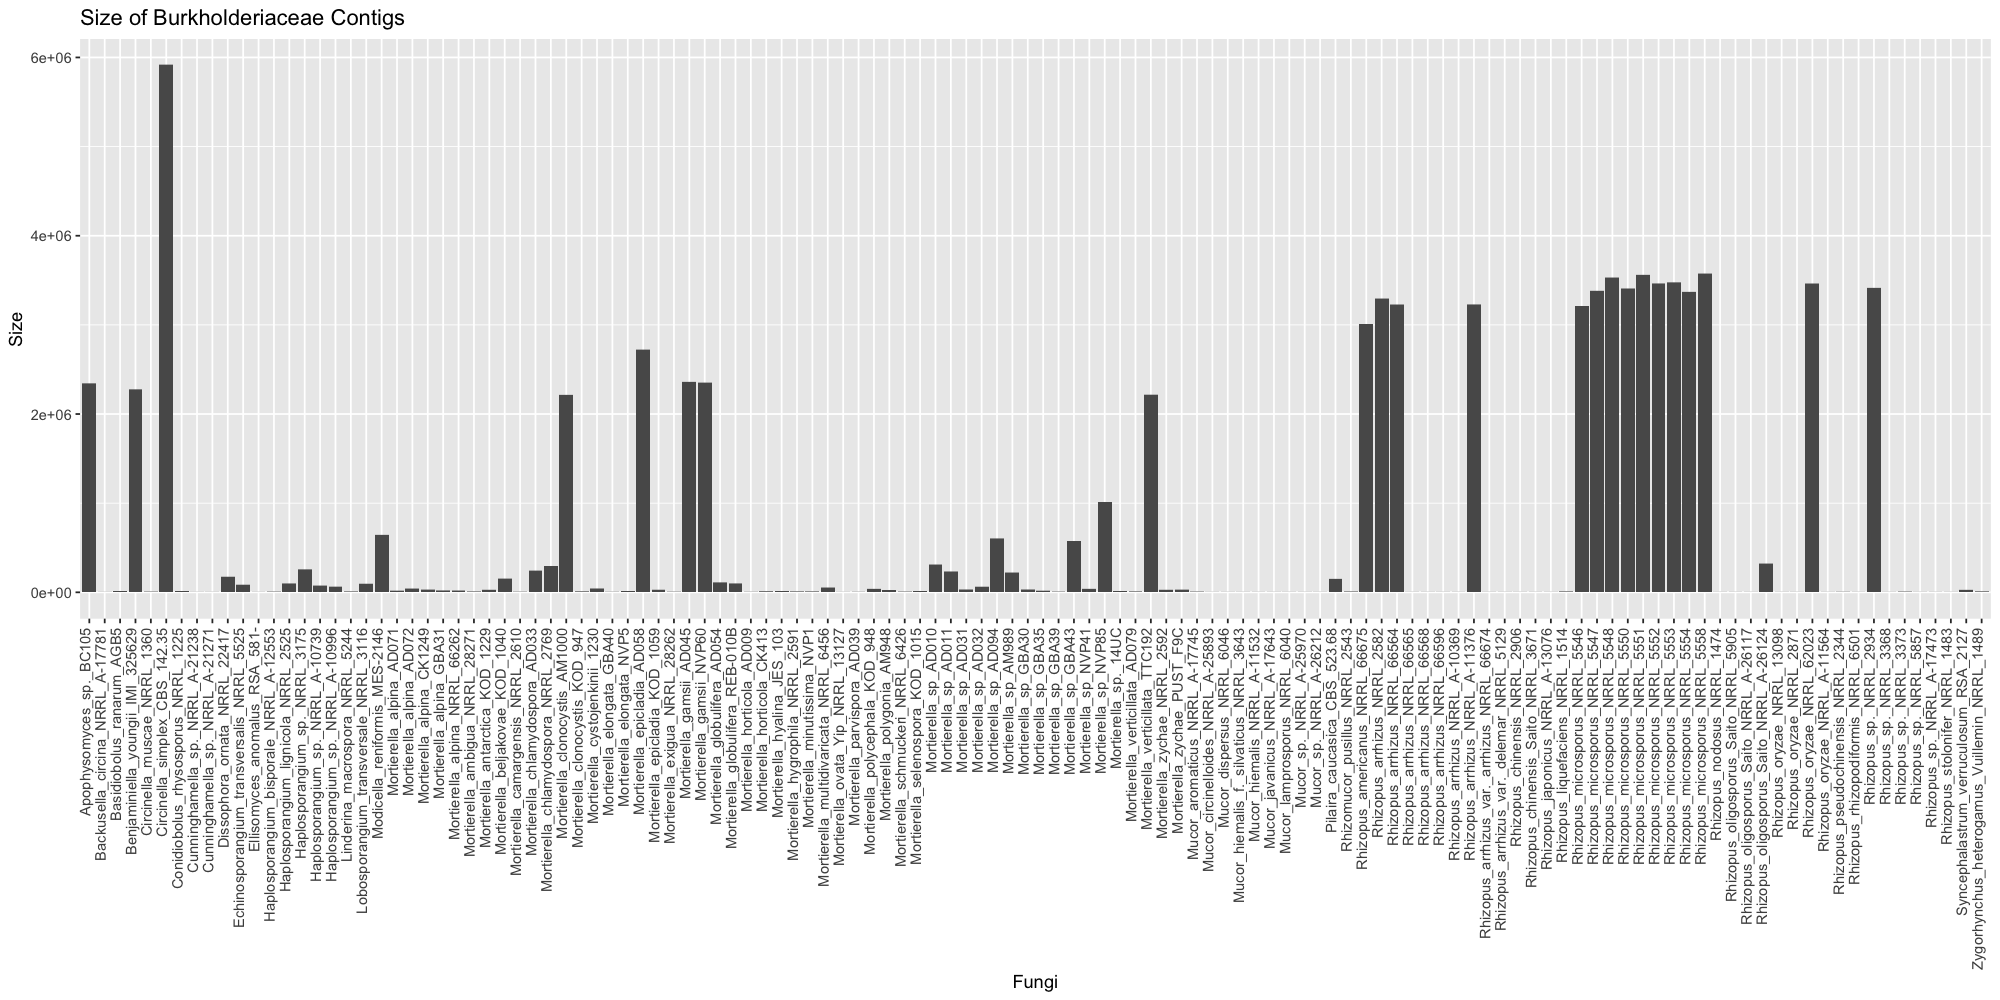 Size of Burkholderiaceae Contigs
6e+06
4e+06
2e+06
0e+00
Size
Apophysomyces_sp_BC105
Backusella_circina_NRRL_A-17781
Basidiobolus_ranarum_AGB5
Benjaminiella_youngii_IMI_325629
Circinella_muscae_NRRL_1360
Circinella_simplex_CBS_142.35
Conidiobolus_rhysosporus_NRRL_1225
Cunninghamella_sp._NRRL_A-21238
Cunninghamella_sp._NRRL_A-21271
Dissophora_ornata_NRRL_22417
Echinosporangium_transversalis_NRRL_5525
Ellisomyces_anomalus_RSA_581-
Haplosporangium_bisporale_NRRL_A-12553
Haplosporangium_lignicola_NRRL_2525
Haplosporangium_sp._NRRL_3175
Haplosporangium_sp._NRRL_A-10739
Haplosporangium_sp._NRRL_A-10996
Linderina_macrospora_NRRL_5244
Lobosporangium_transversale_NRRL_3116
Modicella_reniformis_MES-2146
Mortierella_alpina_AD071
Mortierella_alpina_AD072
Mortierella_alpina_CK1249
Mortierella_alpina_GBA31
Mortierella_alpina_NRRL_66262
Mortierella_ambigua_NRRL_28271
Mortierella_antarctica_KOD_1229
Mortierella_beljakovae_KOD_1040
Mortierella_camargensis_NRRL_2610
Mortierella_chlamydospora_AD033
Mortierella_chlamydospora_NRRL_2769
Mortierella_clonocystis_AM1000
Mortierella_clonocystis_KOD_947
Mortierella_cystojenkinii_1230
Mortierella_elongata_GBA40
Mortierella_elongata_NVP5
Mortierella_epicladia_AD058
Mortierella_epicladia_KOD_1059
Mortierella_exigua_NRRL_28262
Mortierella_gamsii_AD045
Mortierella_gamsii_NVP60
Mortierella_globulifera_AD054
Mortierella_globulifera_REB-010B
Mortierella_horticola_AD009
Mortierella_horticola_CK413
Mortierella_hyalina_JES_103
Mortierella_hygrophila_NRRL_2591
Mortierella_minutissima_NVP1
Mortierella_multidivaricata_NRRL_6456
Mortierella_ovata_Yip_NRRL_13127
Mortierella_parvispora_AD039
Mortierella_polycephala_KOD_948
Mortierella_polygonia_AM948
Mortierella_schmuckeri_NRRL_6426
Mortierella_selenospora_KOD_1015
Mortierella_sp_AD010
Mortierella_sp_AD011
Mortierella_sp_AD031
Mortierella_sp_AD032
Mortierella_sp_AD094
Mortierella_sp_AM989
Mortierella_sp_GBA30
Mortierella_sp_GBA35
Mortierella_sp_GBA39
Mortierella_sp_GBA43
Mortierella_sp_NVP41
Mortierella_sp_NVP85
Mortierella_sp._14UC
Mortierella_verticillata_AD079
Mortierella_verticillata_TTC192
Mortierella_zychae_NRRL_2592
Mortierella_zychae_PUST_F9C
Mucor_aromaticus_NRRL_A-17745
Mucor_circinelloides_NRRL_A-25893
Mucor_dispersus_NRRL_6046
Mucor_hiemalis_f._silvaticus_NRRL_3643
Mucor_hiemalis_NRRL_A-11532
Mucor_javanicus_NRRL_A-17643
Mucor_lamprosporus_NRRL_6040
Mucor_sp._NRRL_A-25970
Mucor_sp._NRRL_A-26212
Pilaira_caucasica_CBS_523.68
Rhizomucor_pusillus_NRRL_2543
Rhizopus_americanus_NRRL_66675
Rhizopus_arrhizus_NRRL_2582
Rhizopus_arrhizus_NRRL_66564
Rhizopus_arrhizus_NRRL_66565
Rhizopus_arrhizus_NRRL_66568
Rhizopus_arrhizus_NRRL_66596
Rhizopus_arrhizus_NRRL_A-10369
Rhizopus_arrhizus_NRRL_A-11376
Rhizopus_arrhizus_var._arrhizus_NRRL_66674
Rhizopus_arrhizus_var._delemar_NRRL_5129
Rhizopus_chinensis_NRRL_2906
Rhizopus_chinensis_Saito_NRRL_3671
Rhizopus_japonicus_NRRL_A-13076
Rhizopus_liquefaciens_NRRL_1514
Rhizopus_microsporus_NRRL_5546
Rhizopus_microsporus_NRRL_5547
Rhizopus_microsporus_NRRL_5548
Rhizopus_microsporus_NRRL_5550
Rhizopus_microsporus_NRRL_5551
Rhizopus_microsporus_NRRL_5552
Rhizopus_microsporus_NRRL_5553
Rhizopus_microsporus_NRRL_5554
Rhizopus_microsporus_NRRL_5558
Rhizopus_nodosus_NRRL_1474
Rhizopus_oligosporus_Saito_NRRL_5905
Rhizopus_oligosporus_Saito_NRRL_A-26117
Rhizopus_oligosporus_Saito_NRRL_A-26124
Rhizopus_oryzae_NRRL_13098
Rhizopus_oryzae_NRRL_2871
Rhizopus_oryzae_NRRL_62023
Rhizopus_oryzae_NRRL_A-11564
Rhizopus_pseudochinensis_NRRL_2344
Rhizopus_rhizopodiformis_NRRL_6501
Rhizopus_sp._NRRL_2934
Rhizopus_sp._NRRL_3368
Rhizopus_sp._NRRL_3373
Rhizopus_sp._NRRL_5857
Rhizopus_sp._NRRL_A-17473
Rhizopus_stolonifer_NRRL_1483
Syncephalastrum_verruculosum_RSA_2127
Zygorhynchus_heterogamus_Vuillemin_NRRL_1489
Fungi